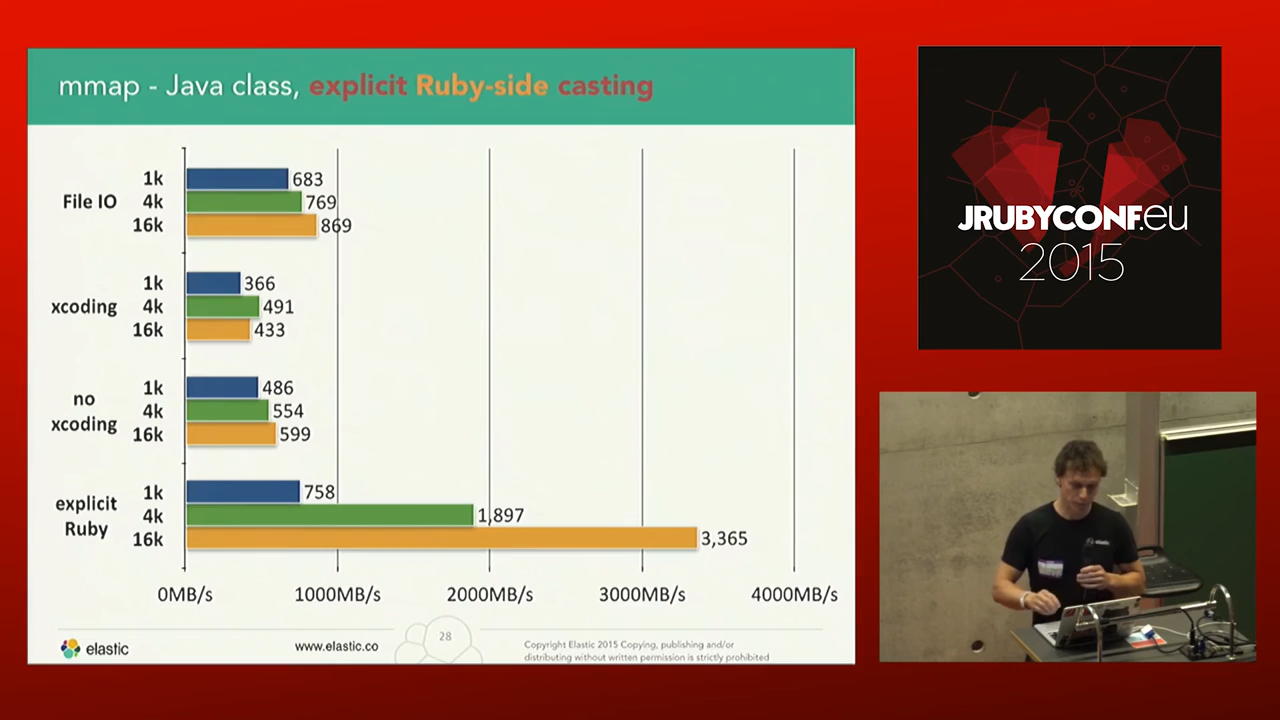 mmap - Java class, explicit Ruby-side casting
File IO
1k 683
4k 769
16k 869
xcoding
1k 366
4k 491
16k 433
no
xcoding
1k 486
4k 554
16k 599
explicit
Ruby
1k 758
4k 1,897
16k 3,365
0MB/s 1000MB/s 2000MB/s 3000MB/s 4000MB/s
elastic
www.elastic.co
28
Copyright Elastic 2015 Copying, publishing and/or
distributing without written permission is strictly prohibited
JRUBYCONF.eu
2015
elastic